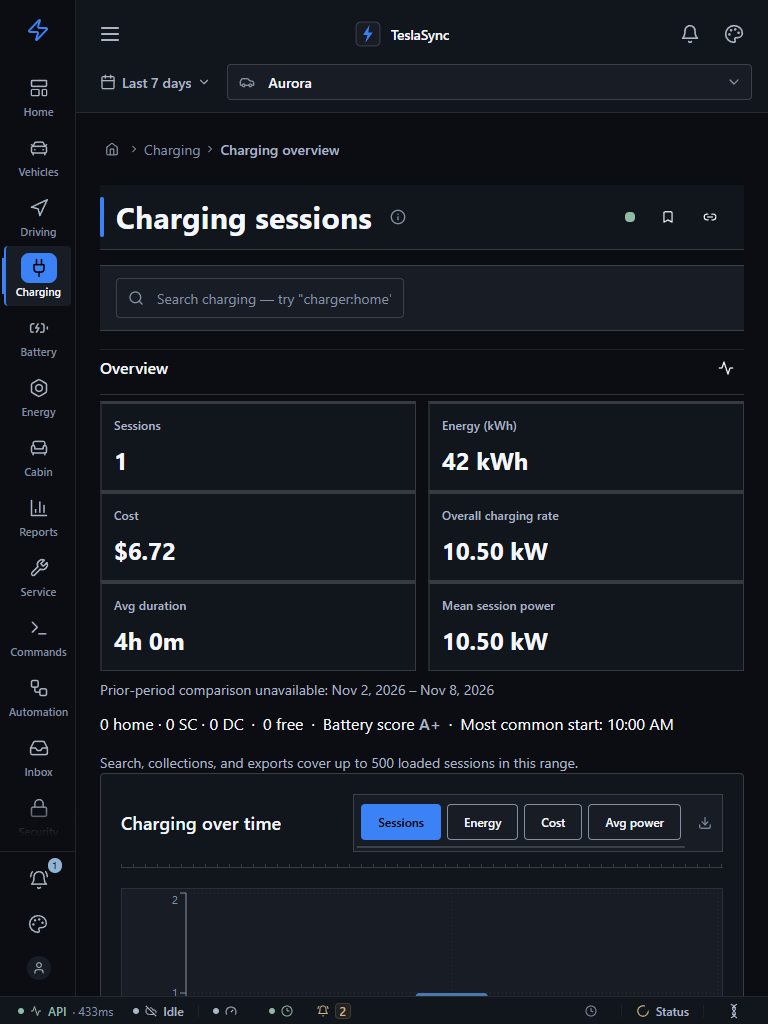 TeslaSync
Last 7 days
Aurora
Home
Vehicles
Driving
Charging
Battery
Energy
Cabin
Reports
Service
Commands
Automation
Inbox
Security
1
Charging
Charging overview
Charging sessions
Search charging — try "charger:home'
Overview
Sessions
1
Energy (kWh)
42 kWh
Cost
$6.72
Overall charging rate
10.50 kW
Avg duration
4h 0m
Mean session power
10.50 kW
Prior-period comparison unavailable: Nov 2, 2026 – Nov 8, 2026
0 home · 0 SC · 0 DC · 0 free · Battery score A+ · Most common start: 10:00 AM
Search, collections, and exports cover up to 500 loaded sessions in this range.
Charging over time
Sessions
Energy
Cost
Avg power
2
1
API · 433ms
Idle
2
Status